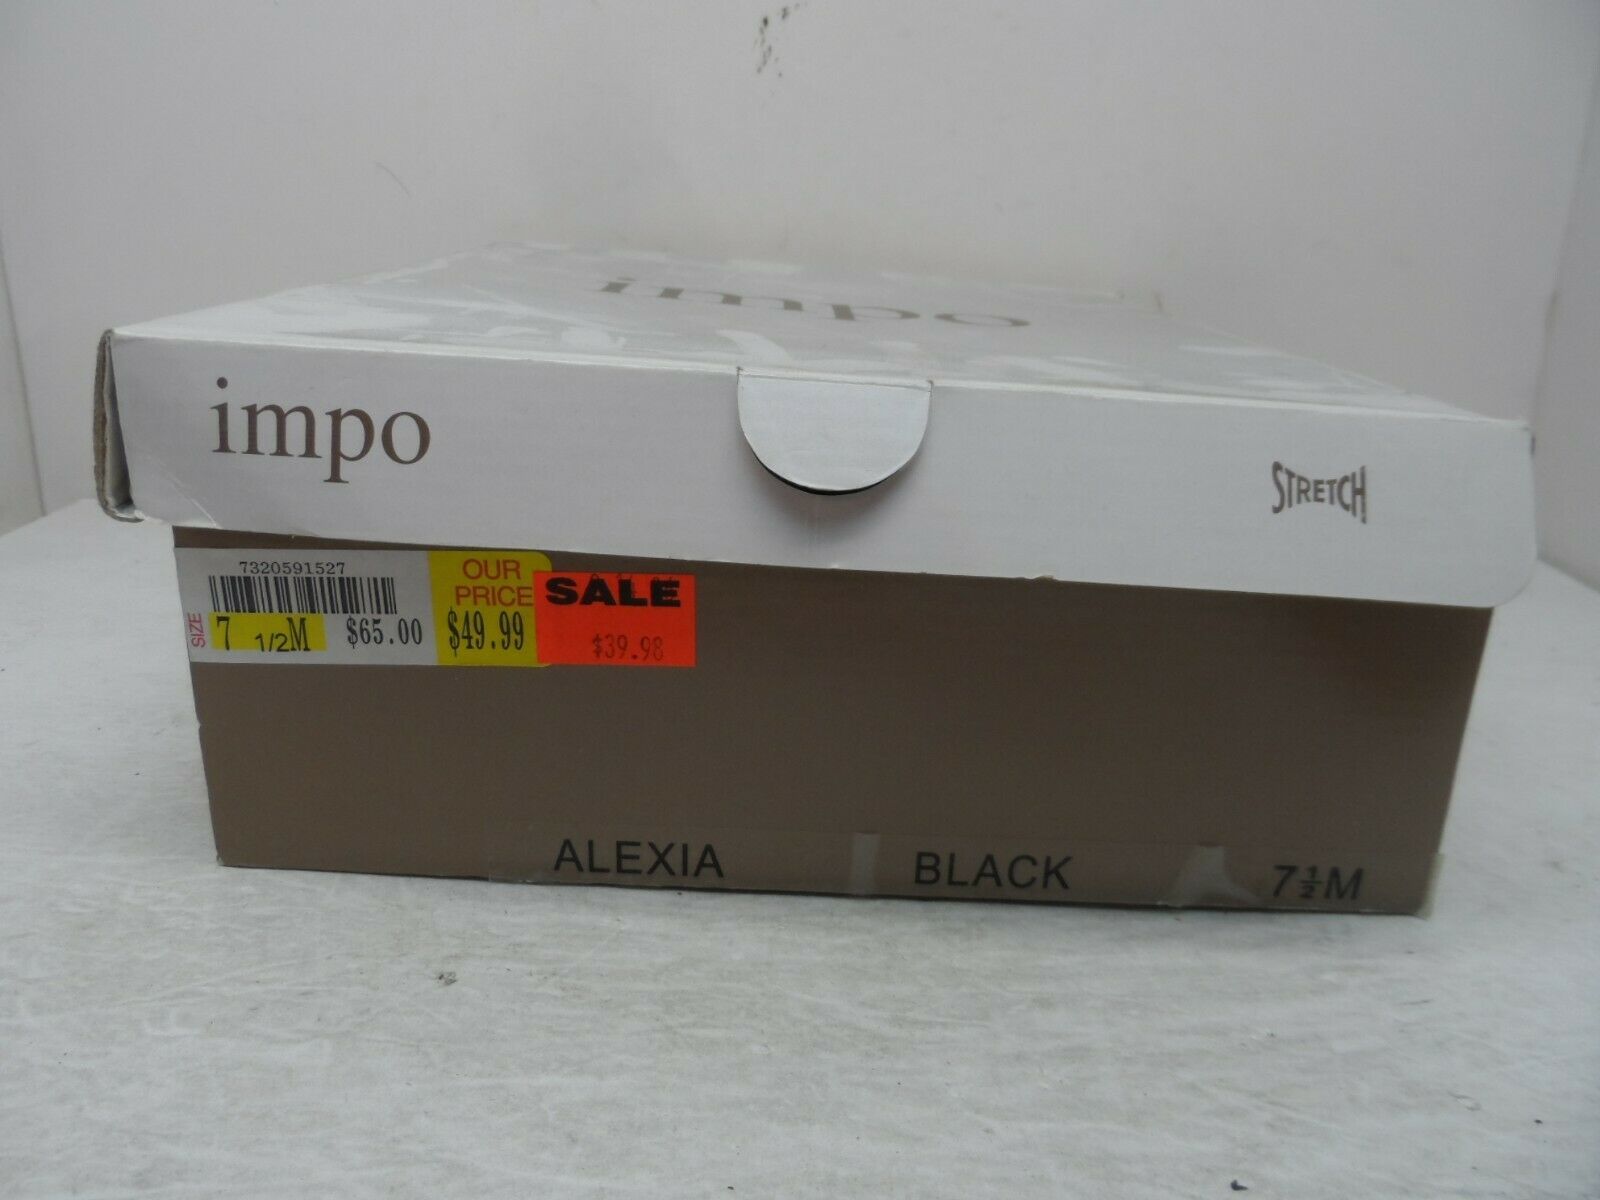 impo
impo
STRETCH
7320591527
SIZE
7 1/2M
$65.00
OUR
PRICE
$49.99
SALE
$39.98
ALEXIA BLACK 7½M